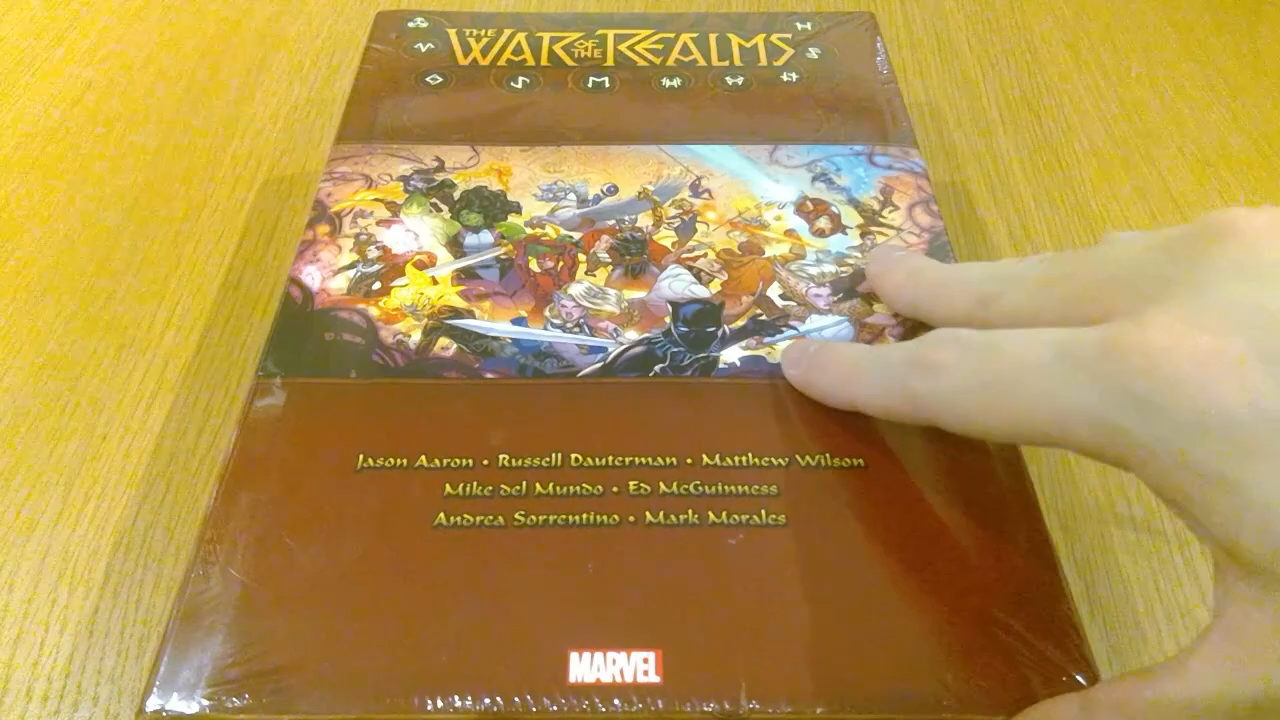 THE WAR OF THE REALMS
Jason Aaron • Russell Dauterman • Matthew Wilson
Mike del Mundo • Ed McGuinness
Andrea Sorrentino • Mark Morales
MARVEL